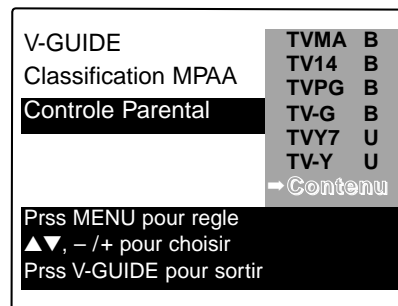 V-GUIDE
Classification MPAA
Controle Parental
TVMA B
TV14 B
TVPG B
TV-G B
TVY7 U
TV-Y U
➡Contenu
Prss MENU pour regle
▲▼, – /+ pour choisir
Prss V-GUIDE pour sortir